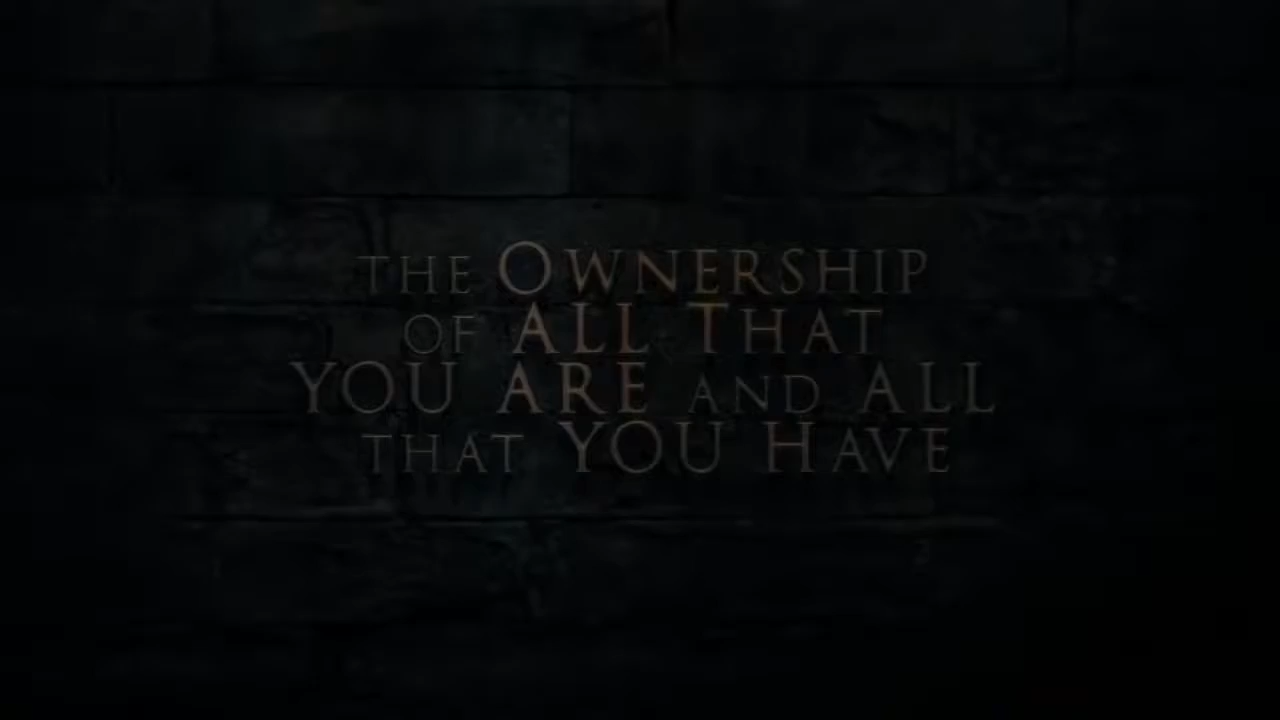 THE OWNERSHIP
OF ALL THAT
YOU ARE AND ALL
THAT YOU HAVE